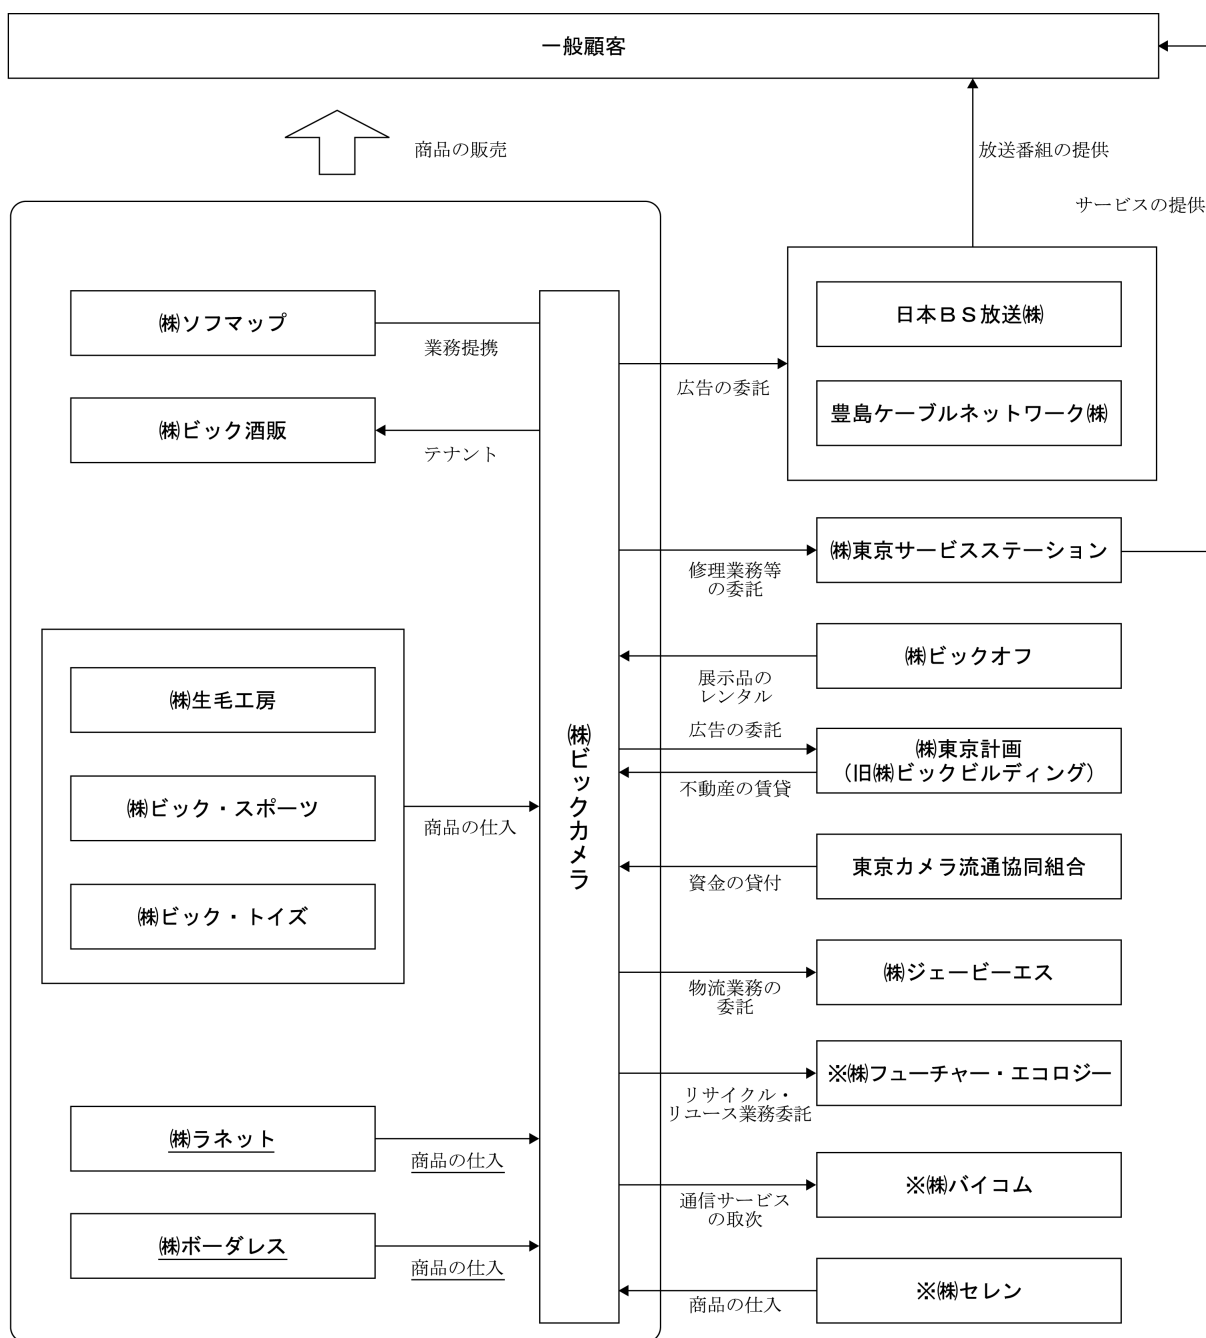 一般顧客
商品の販売
放送番組の提供
サービスの提供
㈱ソフマップ
業務提携
㈱ビック酒販
テナント
㈱生毛工房
㈱ビック・スポーツ
㈱ビック・トイズ
商品の仕入
㈱ラネット
商品の仕入
㈱ボーダレス
商品の仕入
㈱ビックカメラ
日本BS放送㈱
豊島ケーブルネットワーク㈱
広告の委託
㈱東京サービスステーション
修理業務等
の委託
㈱ビックオフ
展示品の
レンタル
広告の委託
㈱東京計画
(旧㈱ビックビルディング)
不動産の賃貸
東京カメラ流通協同組合
資金の貸付
㈱ジェービーエス
物流業務の
委託
※㈱フューチャー・エコロジー
リサイクル・
リユース業務委託
※㈱バイコム
通信サービス
の取次
※㈱セレン
商品の仕入